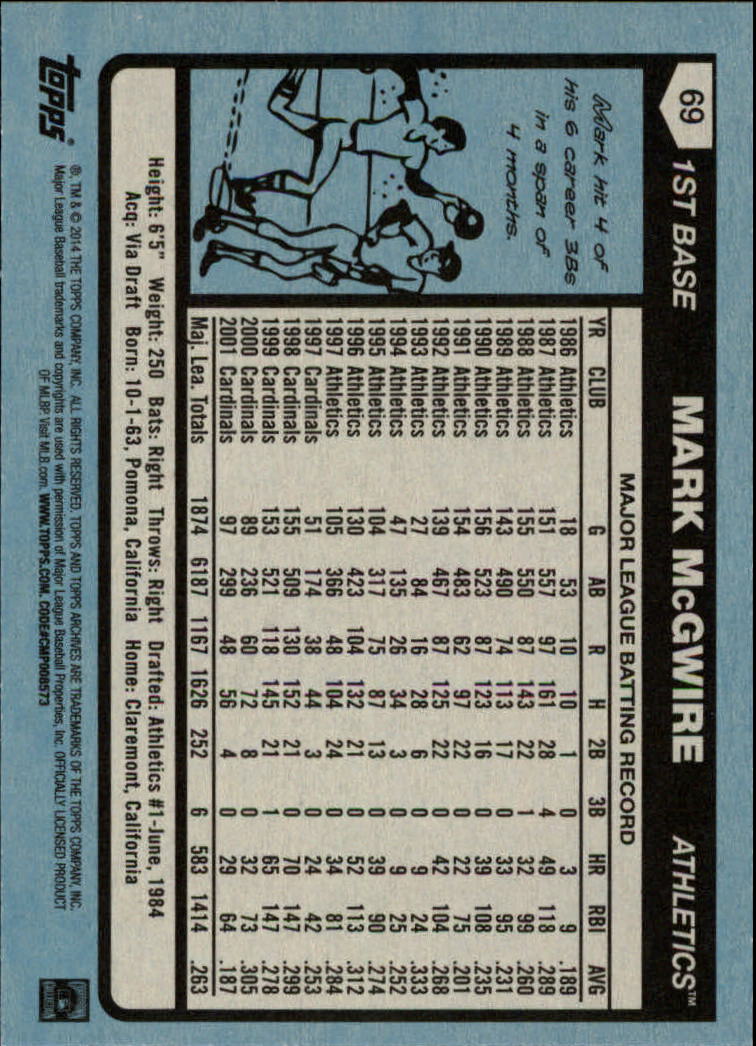 69 1ST BASE MARK McGWIRE ATHLETICS™
Mark hit 4 of
his 6 career 3Bs
in a span of
4 months.
MAJOR LEAGUE BATTING RECORD
YR CLUB G AB R H 2B 3B HR RBI AVG
1986 Athletics 18 53 10 10 1 0 3 9 .189
1987 Athletics 151 557 97 161 28 4 49 118 .289
1988 Athletics 155 550 87 143 22 1 32 99 .260
1989 Athletics 143 490 74 113 17 0 33 95 .231
1990 Athletics 156 523 87 123 16 0 39 108 .235
1991 Athletics 154 483 62 97 22 0 22 75 .201
1992 Athletics 139 467 87 125 22 0 42 104 .268
1993 Athletics 27 84 16 28 6 0 9 24 .333
1994 Athletics 47 135 26 34 3 0 9 25 .252
1995 Athletics 104 317 75 87 13 0 39 90 .274
1996 Athletics 130 423 104 132 21 0 52 113 .312
1997 Athletics 105 366 48 104 24 0 34 81 .284
1997 Cardinals 51 174 38 44 3 0 24 42 .253
1998 Cardinals 155 509 130 152 21 0 70 147 .299
1999 Cardinals 153 521 118 145 21 1 65 147 .278
2000 Cardinals 89 236 60 72 8 0 32 73 .305
2001 Cardinals 97 299 48 56 4 0 29 64 .187
Maj. Lea. Totals 1874 6187 1167 1626 252 6 583 1414 .263
Height: 6'5" Weight: 250 Bats: Right Throws: Right Drafted: Athletics #1-June, 1984
Acq: Via Draft Born: 10-1-63, Pomona, California Home: Claremont, California
topps®
®, TM & © 2014 THE TOPPS COMPANY, INC. ALL RIGHTS RESERVED. TOPPS AND TOPPS ARCHIVES ARE TRADEMARKS OF THE TOPPS COMPANY, INC.
Major League Baseball trademarks and copyrights are used with permission of Major League Baseball Properties, Inc. OFFICIALLY LICENSED PRODUCT
OF MLBP Visit MLB.com. WWW.TOPPS.COM. CODE#CMP008573